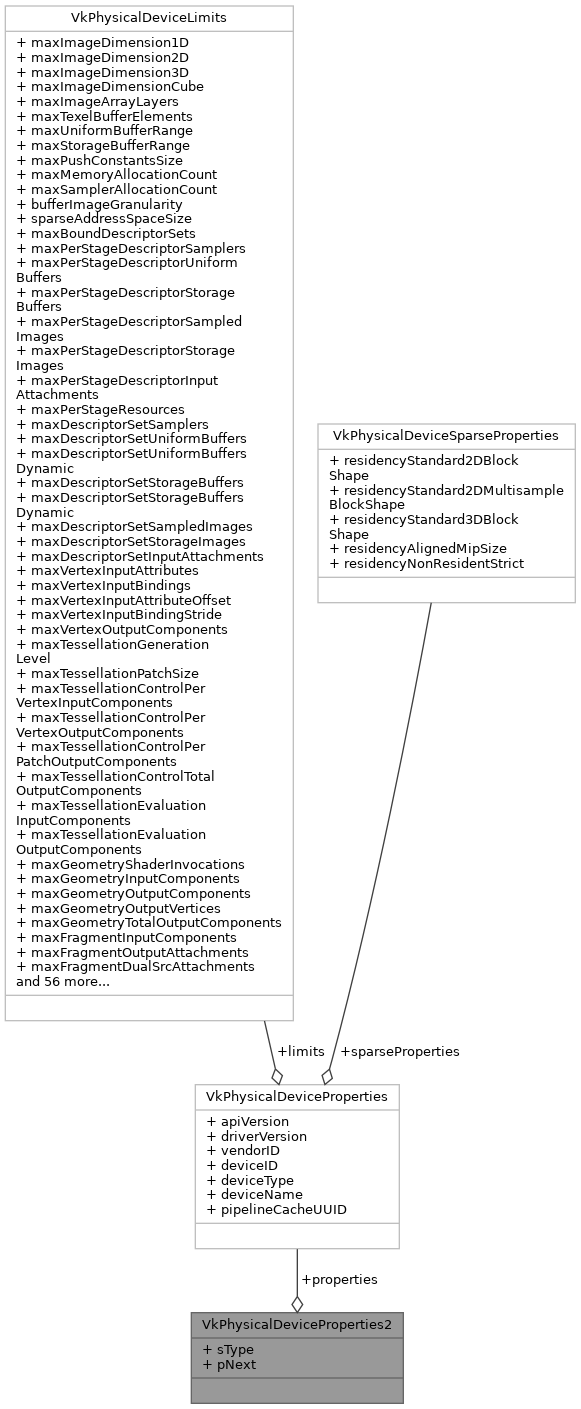 VkPhysicalDeviceLimits
+ maxImageDimension1D
+ maxImageDimension2D
+ maxImageDimension3D
+ maxImageDimensionCube
+ maxImageArrayLayers
+ maxTexelBufferElements
+ maxUniformBufferRange
+ maxStorageBufferRange
+ maxPushConstantsSize
+ maxMemoryAllocationCount
+ maxSamplerAllocationCount
+ bufferImageGranularity
+ sparseAddressSpaceSize
+ maxBoundDescriptorSets
+ maxPerStageDescriptorSamplers
+ maxPerStageDescriptorUniform
Buffers
+ maxPerStageDescriptorStorage
Buffers
+ maxPerStageDescriptorSampled
Images
+ maxPerStageDescriptorStorage
Images
+ maxPerStageDescriptorInput
Attachments
+ maxPerStageResources
+ maxDescriptorSetSamplers
+ maxDescriptorSetUniformBuffers
+ maxDescriptorSetUniformBuffers
Dynamic
+ maxDescriptorSetStorageBuffers
+ maxDescriptorSetStorageBuffers
Dynamic
+ maxDescriptorSetSampledImages
+ maxDescriptorSetStorageImages
+ maxDescriptorSetInputAttachments
+ maxVertexInputAttributes
+ maxVertexInputBindings
+ maxVertexInputAttributeOffset
+ maxVertexInputBindingStride
+ maxVertexOutputComponents
+ maxTessellationGeneration
Level
+ maxTessellationPatchSize
+ maxTessellationControlPer
VertexInputComponents
+ maxTessellationControlPer
VertexOutputComponents
+ maxTessellationControlPer
PatchOutputComponents
+ maxTessellationControlTotal
OutputComponents
+ maxTessellationEvaluation
InputComponents
+ maxTessellationEvaluation
OutputComponents
+ maxGeometryShaderInvocations
+ maxGeometryInputComponents
+ maxGeometryOutputComponents
+ maxGeometryOutputVertices
+ maxGeometryTotalOutputComponents
+ maxFragmentInputComponents
+ maxFragmentOutputAttachments
+ maxFragmentDualSrcAttachments
and 56 more...
VkPhysicalDeviceSparseProperties
+ residencyStandard2DBlock
Shape
+ residencyStandard2DMultisample
BlockShape
+ residencyStandard3DBlock
Shape
+ residencyAlignedMipSize
+ residencyNonResidentStrict
+limits
+sparseProperties
VkPhysicalDeviceProperties
+ apiVersion
+ driverVersion
+ vendorID
+ deviceID
+ deviceType
+ deviceName
+ pipelineCacheUUID
+properties
VkPhysicalDeviceProperties2
+ sType
+ pNext